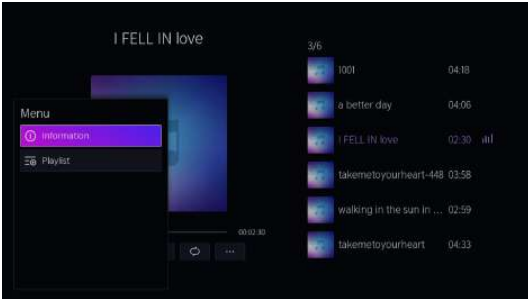 I FELL IN love
3/6
1001 04:18
a better day 04:06
I FELL IN love 02:30
takemetoyourheart-448 03:58
walking in the sun in ... 02:59
takemetoyourheart 04:33
Menu
Information
Playlist
00:02:30